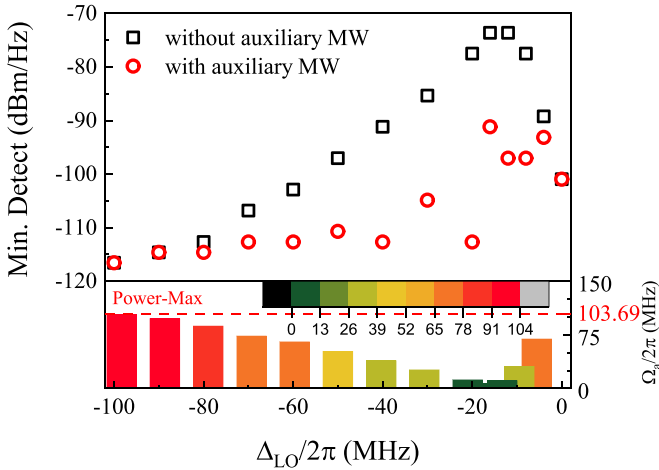 -70
without auxiliary MW
with auxiliary MW
-80
-90
-100
-110
-120
Min. Detect (dBm/Hz)
Power-Max
0 13 26 39 52 65 78 91 104
150
103.69
75
0
Ωa/2π (MHz)
-100 -80 -60 -40 -20 0
ΔLO/2π (MHz)